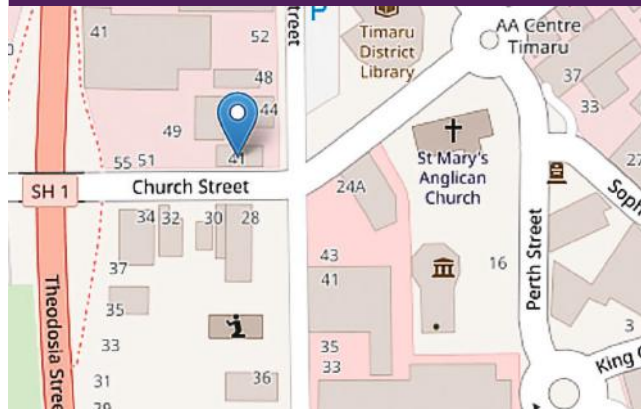 41
52
Street
P
Timaru
District
Library
AA Centre
Timaru
37
33
48
44
49
41
55 51
SH 1
Church Street
24A
St Mary's
Anglican
Church
34 32 30 28
43
41
16
Perth Street
37
35
33
31
36
35
33
Theodosia Stree
3
King